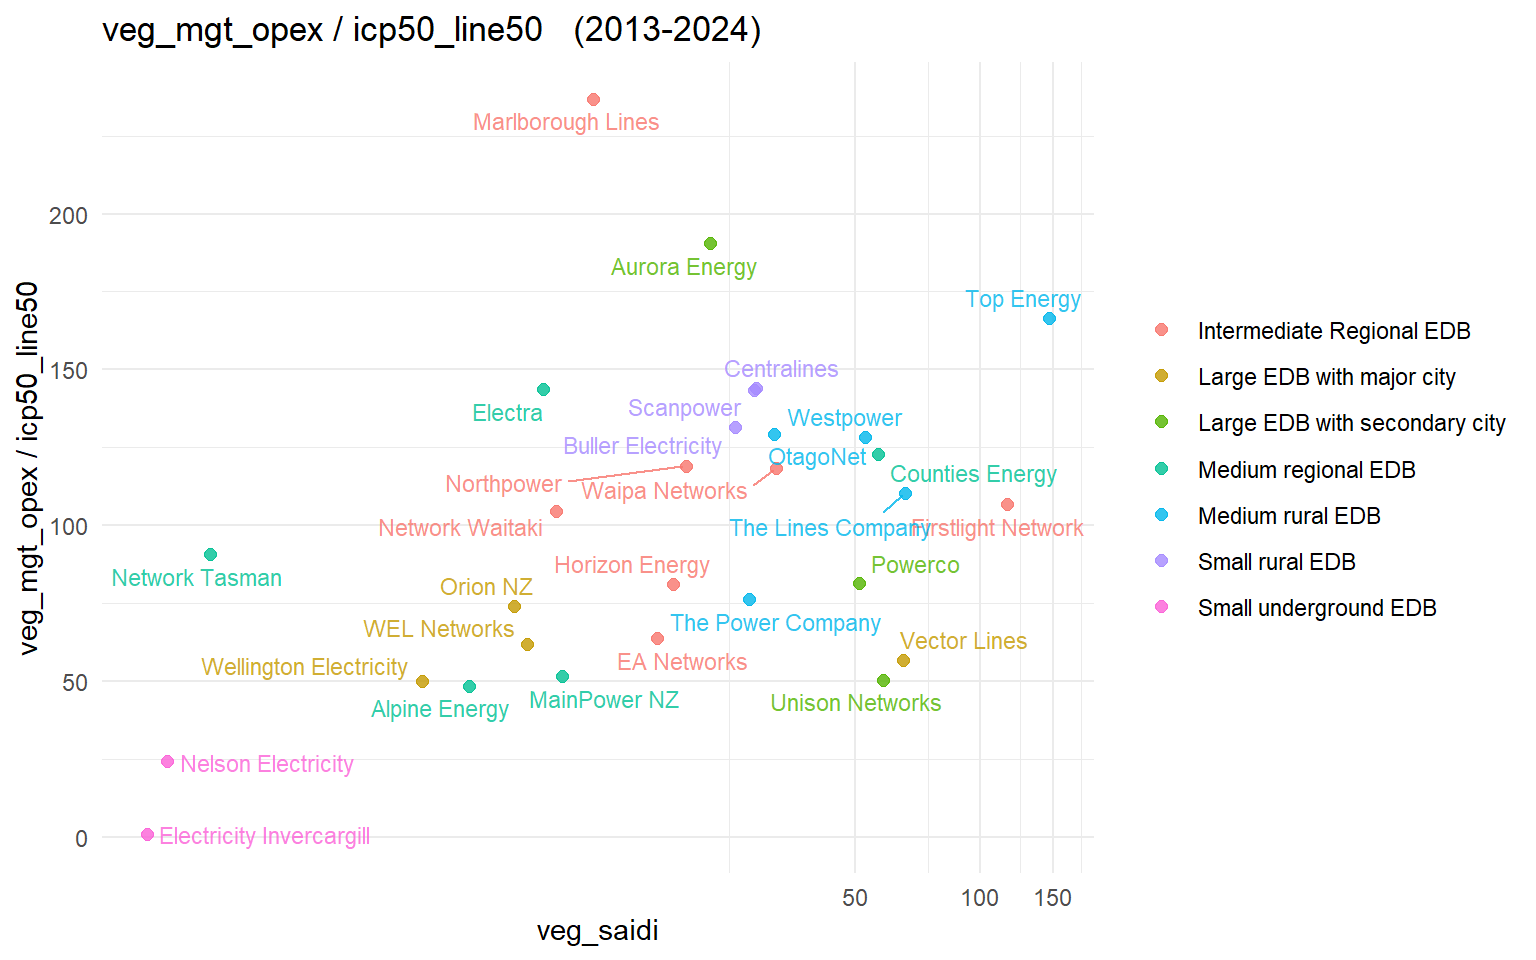 veg_mgt_opex / icp50_line50 (2013-2024)
Marlborough Lines
200
Aurora Energy
Top Energy
150
Centralines
Electra
Scanpower
Westpower
Buller Electricity
OtagoNet
Counties Energy
Northpower
Waipa Networks
100
Network Waitaki
The Lines Company
Firstlight Network
Network Tasman
Horizon Energy
Powerco
Orion NZ
WEL Networks
The Power Company
Vector Lines
Wellington Electricity
EA Networks
50
Alpine Energy
MainPower NZ
Unison Networks
Nelson Electricity
0
Electricity Invercargill
50
100
150
veg_saidi
veg_mgt_opex / icp50_line50
Intermediate Regional EDB
Large EDB with major city
Large EDB with secondary city
Medium regional EDB
Medium rural EDB
Small rural EDB
Small underground EDB